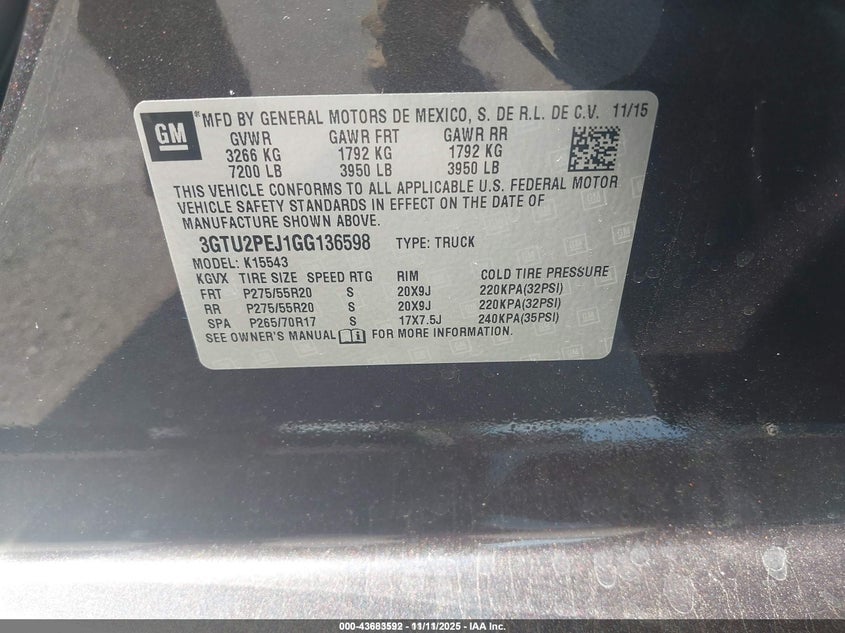 GM *MFD BY GENERAL MOTORS DE MEXICO, S. DE R.L. DE C.V. 11/15
GVWR GAWR FRT GAWR RR
3266 KG 1792 KG 1792 KG
7200 LB 3950 LB 3950 LB
THIS VEHICLE CONFORMS TO ALL APPLICABLE U.S. FEDERAL MOTOR
VEHICLE SAFETY STANDARDS IN EFFECT ON THE DATE OF
MANUFACTURE SHOWN ABOVE.
3GTU2PEJ1GG136598 TYPE: TRUCK
MODEL: K15543
KGVX TIRE SIZE SPEED RTG RIM COLD TIRE PRESSURE
FRT P275/55R20 S 20X9J 220KPA(32PSI)
RR P275/55R20 S 20X9J 220KPA(32PSI)
SPA P265/70R17 S 17X7.5J 240KPA(35PSI)
SEE OWNER'S MANUAL FOR MORE INFORMATION.
000-43683592 - 11/11/2025 - IAA Inc.